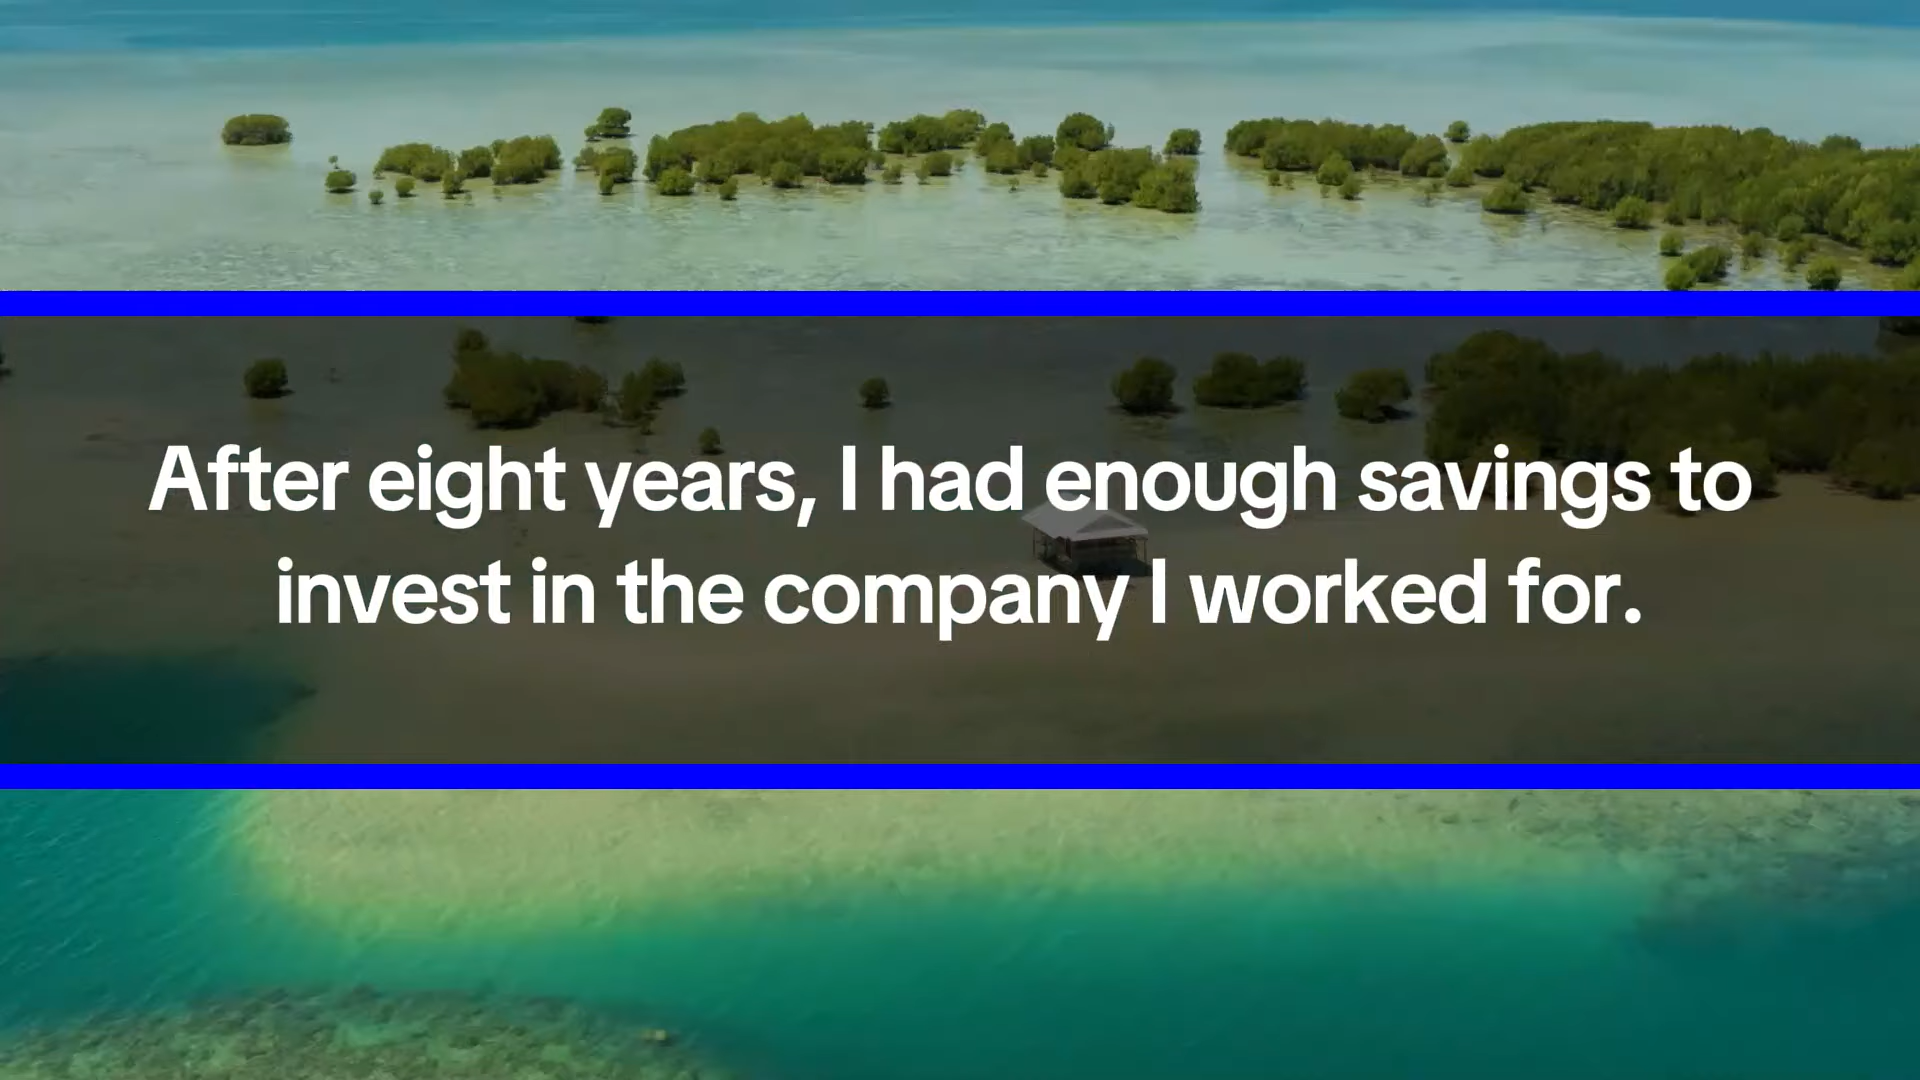 After eight years, I had enough savings to
invest in the company I worked for.